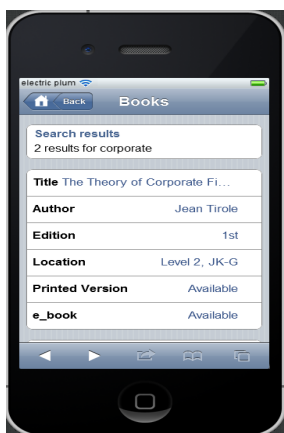 electric plum
Back Books
Search results
2 results for corporate
Title The Theory of Corporate Fi...
Author Jean Tirole
Edition 1st
Location Level 2, JK-G
Printed Version Available
e_book Available